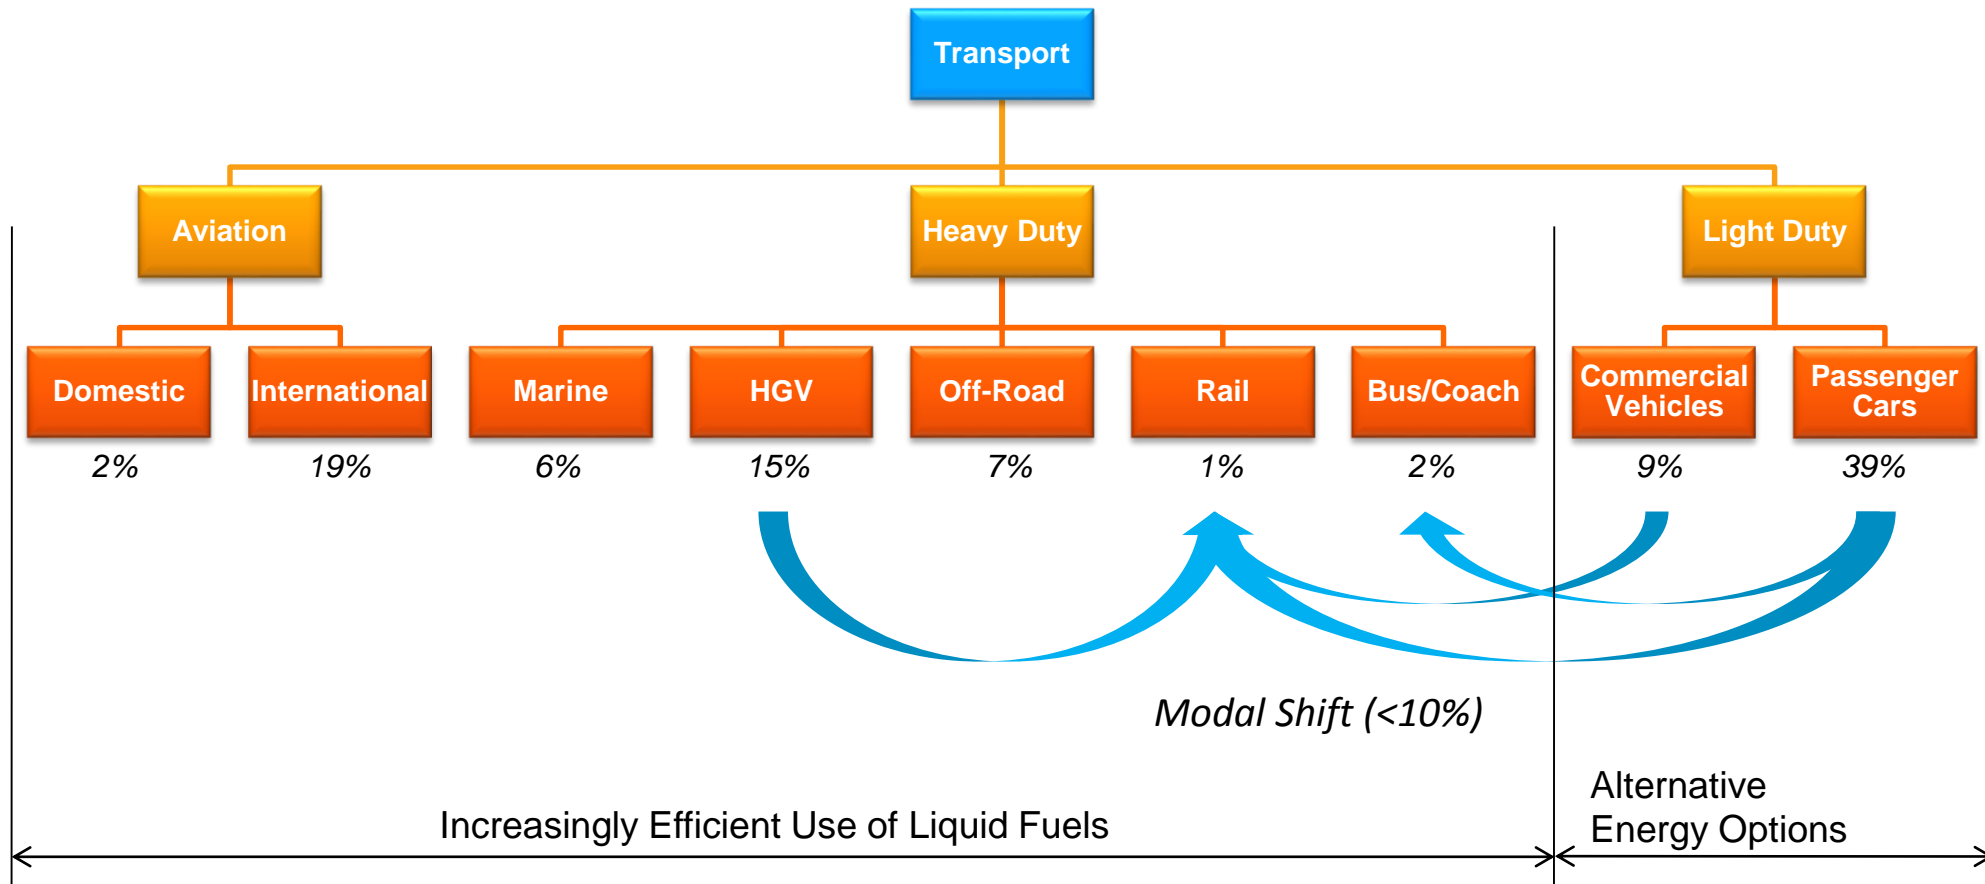 Transport
Aviation
Heavy Duty
Light Duty
Domestic
International
Marine
HGV
Off-Road
Rail
Bus/Coach
Commercial
Vehicles
Passenger
Cars
2%
19%
6%
15%
7%
1%
2%
9%
39%
Modal Shift (<10%)
Increasingly Efficient Use of Liquid Fuels
Alternative
Energy Options